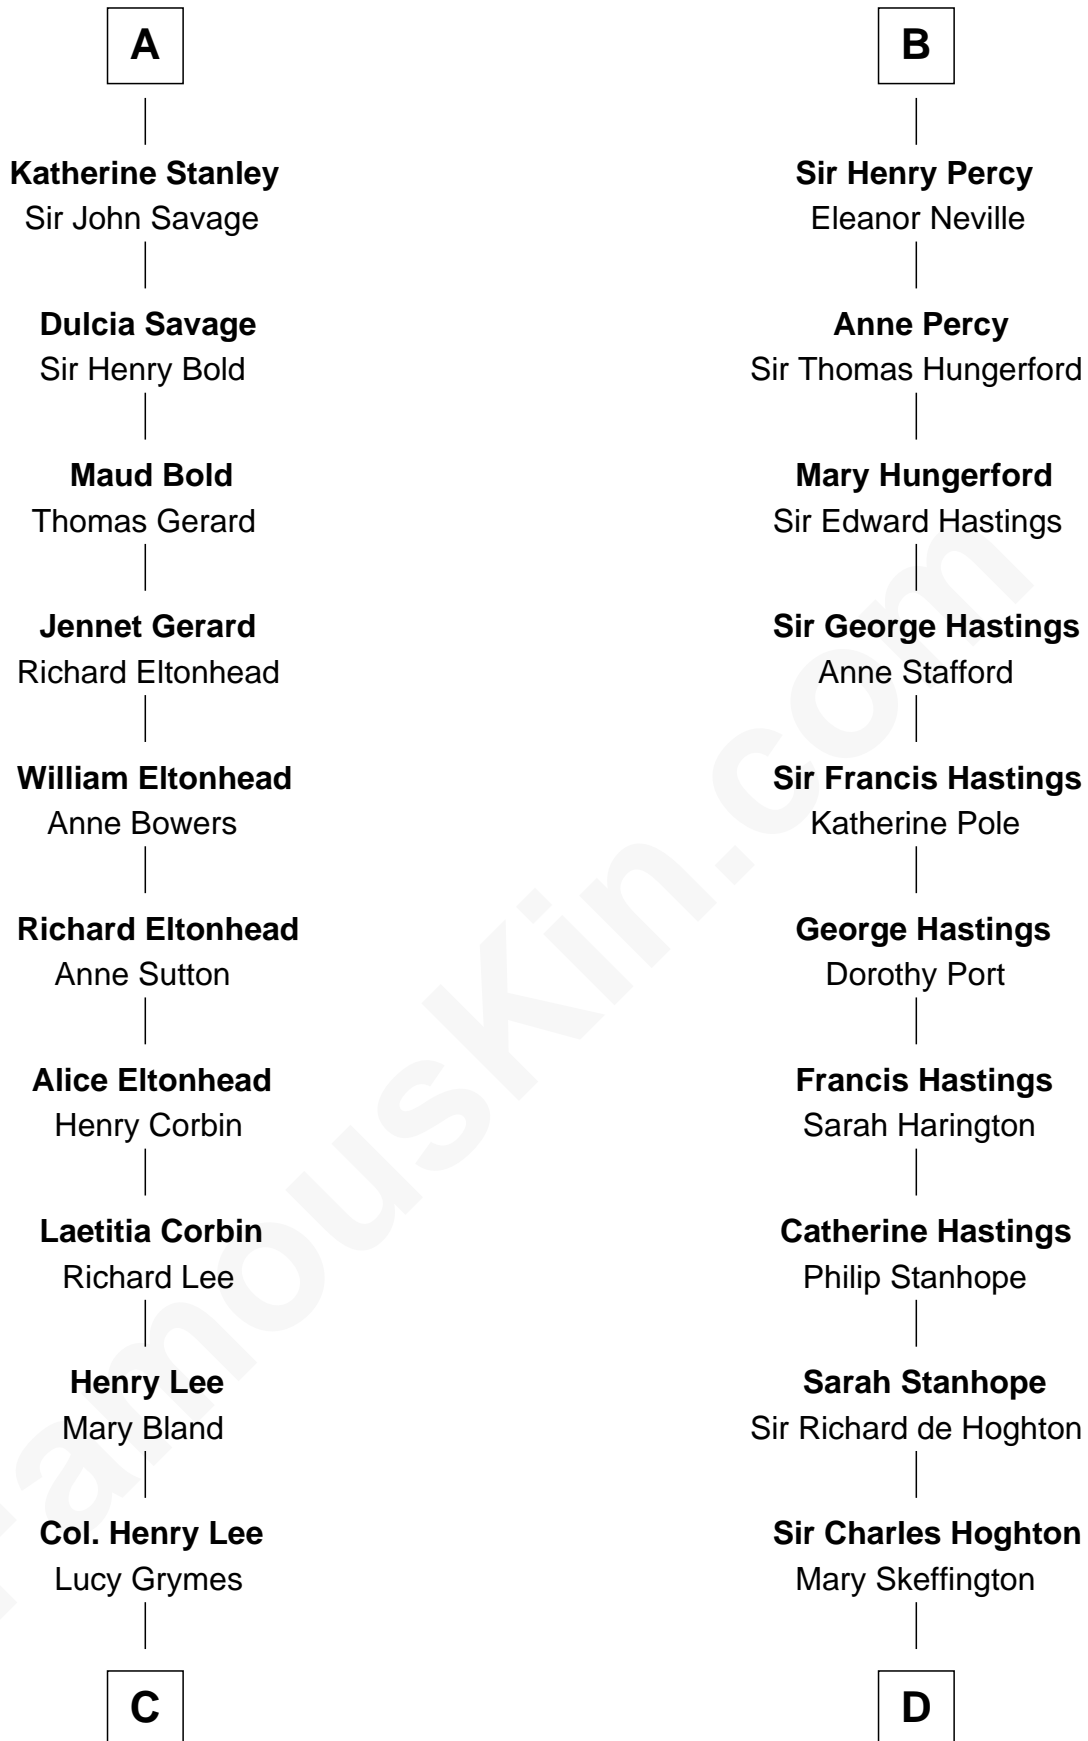 A
Katherine Stanley
Sir John Savage
Dulcia Savage
Sir Henry Bold
Maud Bold
Thomas Gerard
Jennet Gerard
Richard Eltonhead
William Eltonhead
Anne Bowers
Richard Eltonhead
Anne Sutton
Alice Eltonhead
Henry Corbin
Laetitia Corbin
Richard Lee
Henry Lee
Mary Bland
Col. Henry Lee
Lucy Grymes
C
B
Sir Henry Percy
Eleanor Neville
Anne Percy
Sir Thomas Hungerford
Mary Hungerford
Sir Edward Hastings
Sir George Hastings
Anne Stafford
Sir Francis Hastings
Katherine Pole
George Hastings
Dorothy Port
Francis Hastings
Sarah Harington
Catherine Hastings
Philip Stanhope
Sarah Stanhope
Sir Richard de Hoghton
Sir Charles Hoghton
Mary Skeffington
D
FamousKin.com